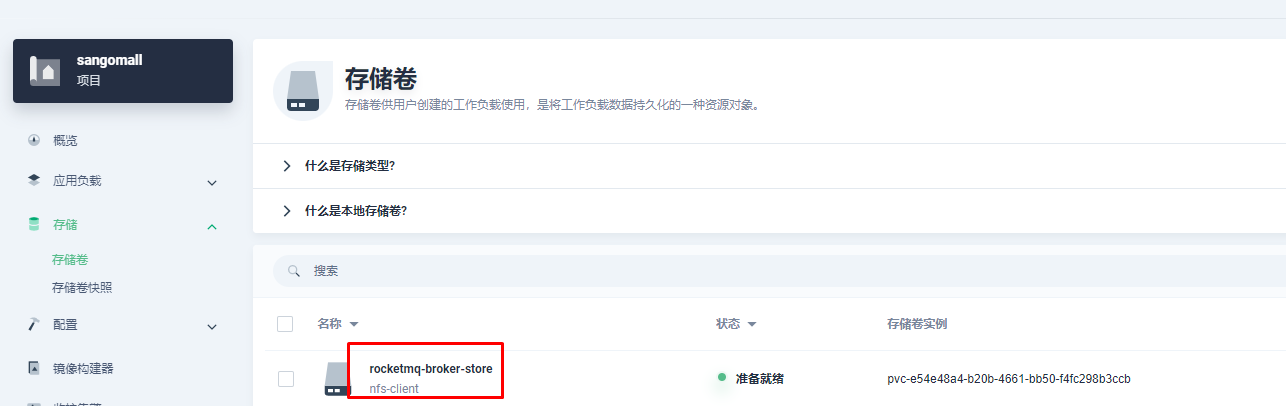 sangomall
项目
概览
应用负载
存储
存储卷
存储卷快照
配置
镜像构建器
存储卷
存储卷供用户创建的工作负载使用，是将工作负载数据持久化的一种资源对象。
什么是存储类型?
什么是本地存储卷?
搜索
名称 状态 存储卷实例
rocketmq-broker-store 准备就绪 pvc-e54e48a4-b20b-4661-bb50-f4fc298b3ccb
nfs-client